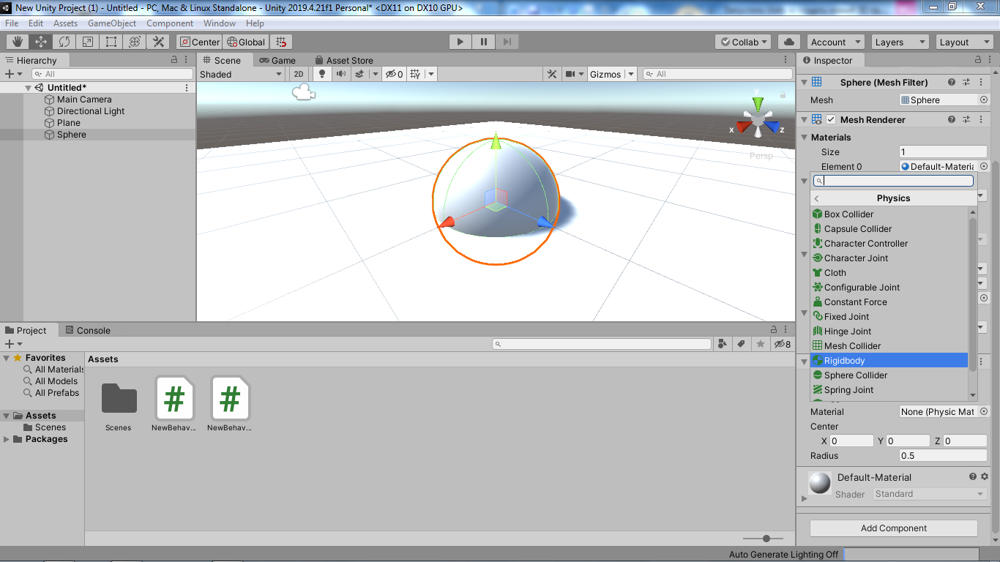 New Unity Project (1) - Untitled - PC, Mac & Linux Standalone - Unity 2019.4.21f1 Personal* <DX11 on DX10 GPU>
File Edit Assets GameObject Component Window Help
Center Global Collab Account Layers Layout
Hierarchy
All
Untitled*
Main Camera
Directional Light
Plane
Sphere
Scene Game Asset Store
Shaded 2D 0 Gizmos All
y
x z
Persp
Inspector
Sphere (Mesh Filter)
Mesh Sphere
Mesh Renderer
Materials
Size 1
Element 0 Default-Materia
Physics
Box Collider
Capsule Collider
Character Controller
Character Joint
Cloth
Configurable Joint
Constant Force
Fixed Joint
Hinge Joint
Mesh Collider
Rigidbody
Sphere Collider
Spring Joint
Material None (Physic Mat
Center
X 0 Y 0 Z 0
Radius 0.5
Default-Material
Shader Standard
Add Component
Project Console
8
Favorites
All Materials
All Models
All Prefabs
Assets
Scenes
Packages
Assets
Scenes NewBehav... NewBehav...
Auto Generate Lighting Off